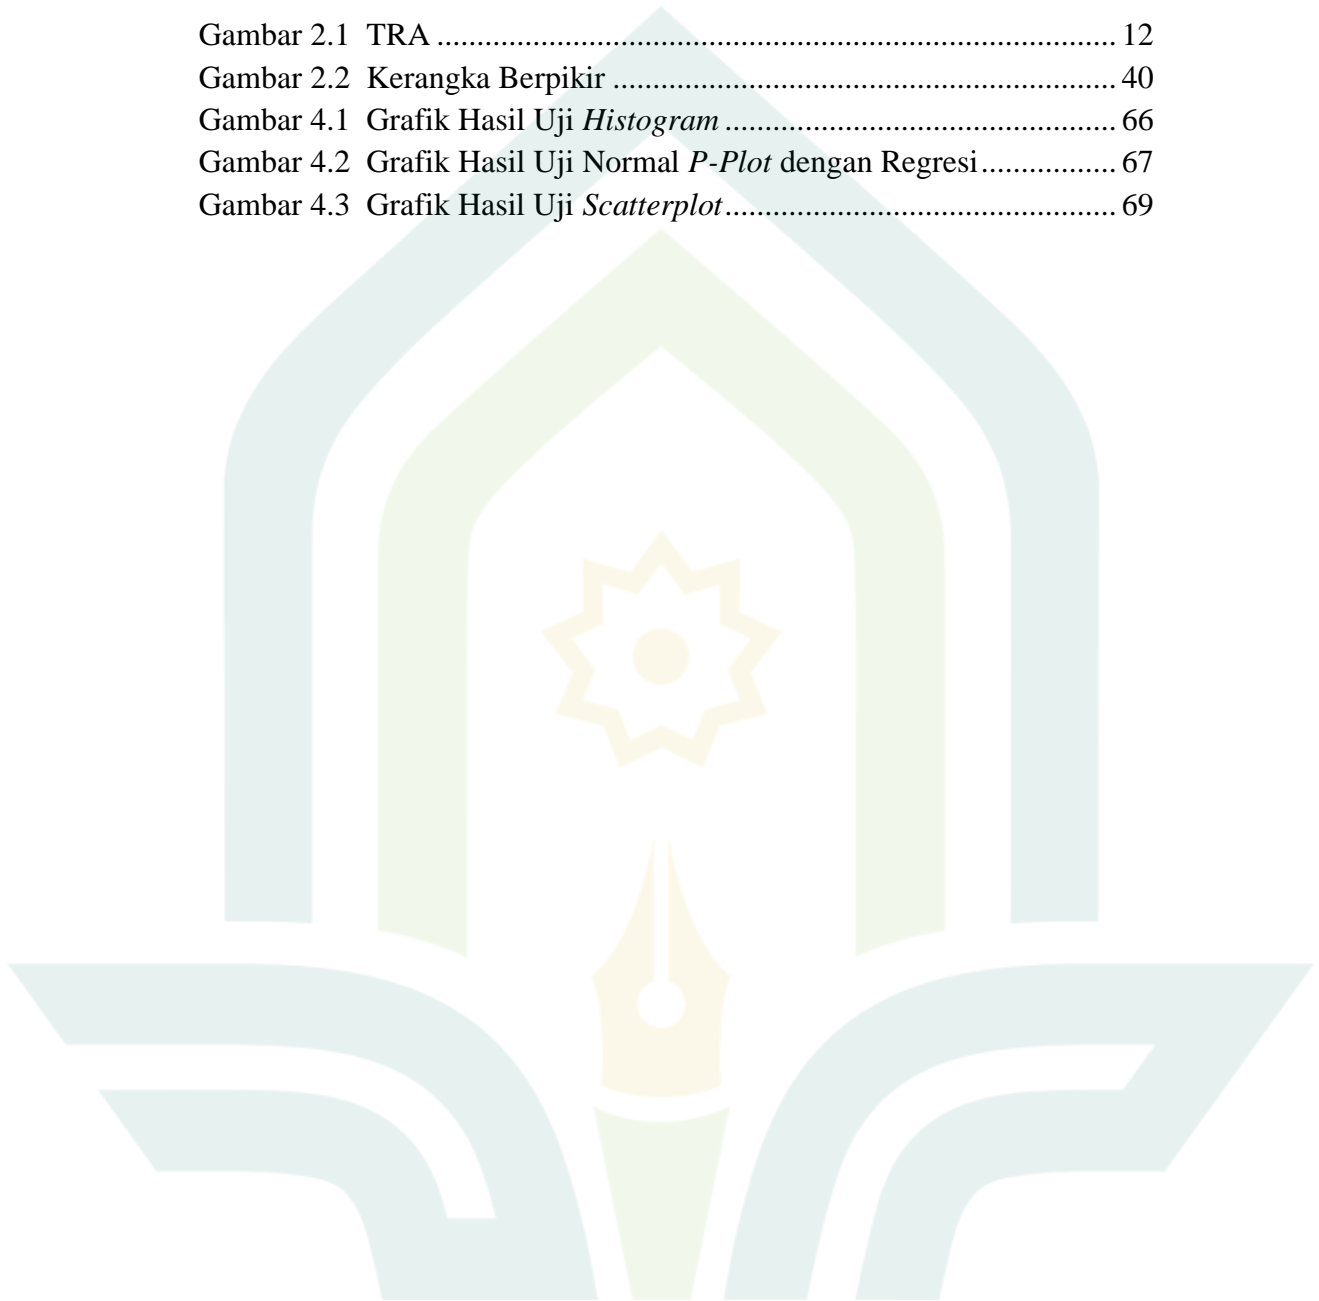 Gambar 2.1 TRA ........................................................................................ 12
Gambar 2.2 Kerangka Berpikir .................................................................. 40
Gambar 4.1 Grafik Hasil Uji Histogram .................................................... 66
Gambar 4.2 Grafik Hasil Uji Normal P-Plot dengan Regresi ................. 67
Gambar 4.3 Grafik Hasil Uji Scatterplot ................................................... 69